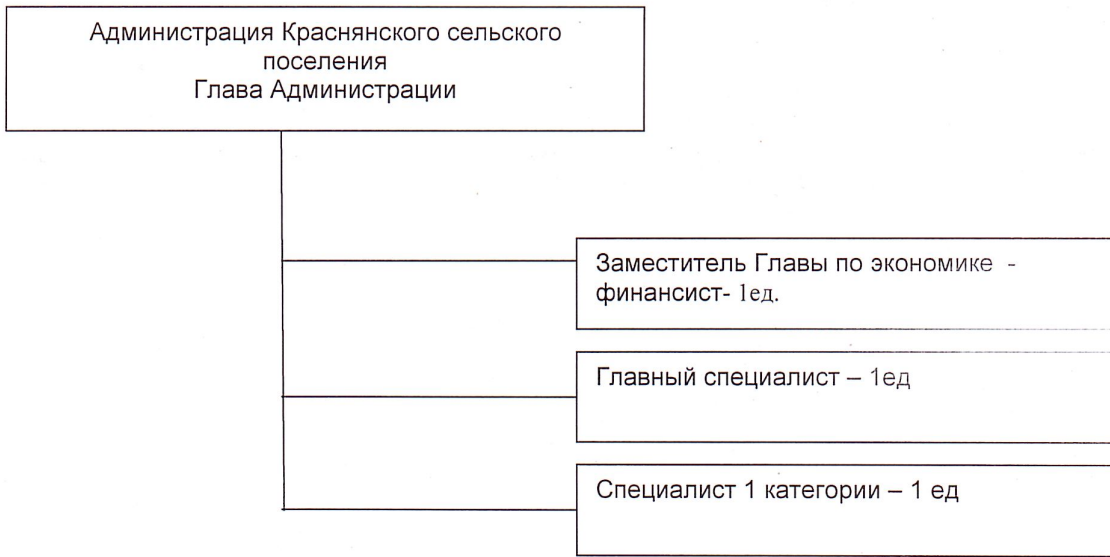 Администрация Краснянского сельского
поселения
Глава Администрации
Заместитель Главы по экономике -
финансист- 1ед.
Главный специалист – 1ед
Специалист 1 категории – 1 ед